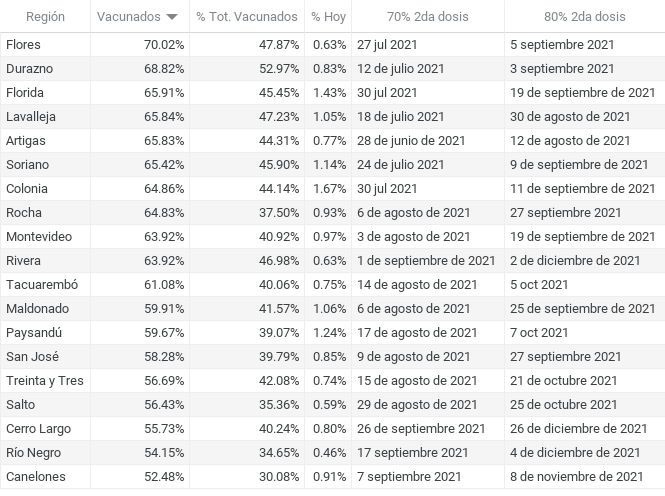 Región Vacunados % Tot. Vacunados % Hoy 70% 2da dosis 80% 2da dosis
Flores 70.02% 47.87% 0.63% 27 jul 2021 5 septiembre 2021
Durazno 68.82% 52.97% 0.83% 12 de julio 2021 3 septiembre 2021
Florida 65.91% 45.45% 1.43% 30 jul 2021 19 de septiembre de 2021
Lavalleja 65.84% 47.23% 1.05% 18 de julio 2021 30 de agosto de 2021
Artigas 65.83% 44.31% 0.77% 28 de junio de 2021 12 de agosto de 2021
Soriano 65.42% 45.90% 1.14% 24 de julio 2021 9 de septiembre de 2021
Colonia 64.86% 44.14% 1.67% 30 jul 2021 11 de septiembre de 2021
Rocha 64.83% 37.50% 0.93% 6 de agosto de 2021 27 septiembre 2021
Montevideo 63.92% 40.92% 0.97% 3 de agosto de 2021 19 de septiembre de 2021
Rivera 63.92% 46.98% 0.63% 1 de septiembre de 2021 2 de diciembre de 2021
Tacuarembó 61.08% 40.06% 0.75% 14 de agosto de 2021 5 oct 2021
Maldonado 59.91% 41.57% 1.06% 6 de agosto de 2021 25 de septiembre de 2021
Paysandú 59.67% 39.07% 1.24% 17 de agosto de 2021 7 oct 2021
San José 58.28% 39.79% 0.85% 9 de agosto de 2021 27 septiembre 2021
Treinta y Tres 56.69% 42.08% 0.74% 15 de agosto de 2021 21 de octubre de 2021
Salto 56.43% 35.36% 0.59% 29 de agosto de 2021 25 de octubre de 2021
Cerro Largo 55.73% 40.24% 0.80% 26 de septiembre de 2021 26 de diciembre de 2021
Río Negro 54.15% 34.65% 0.46% 17 septiembre 2021 4 de diciembre de 2021
Canelones 52.48% 30.08% 0.91% 7 septiembre 2021 8 de noviembre de 2021